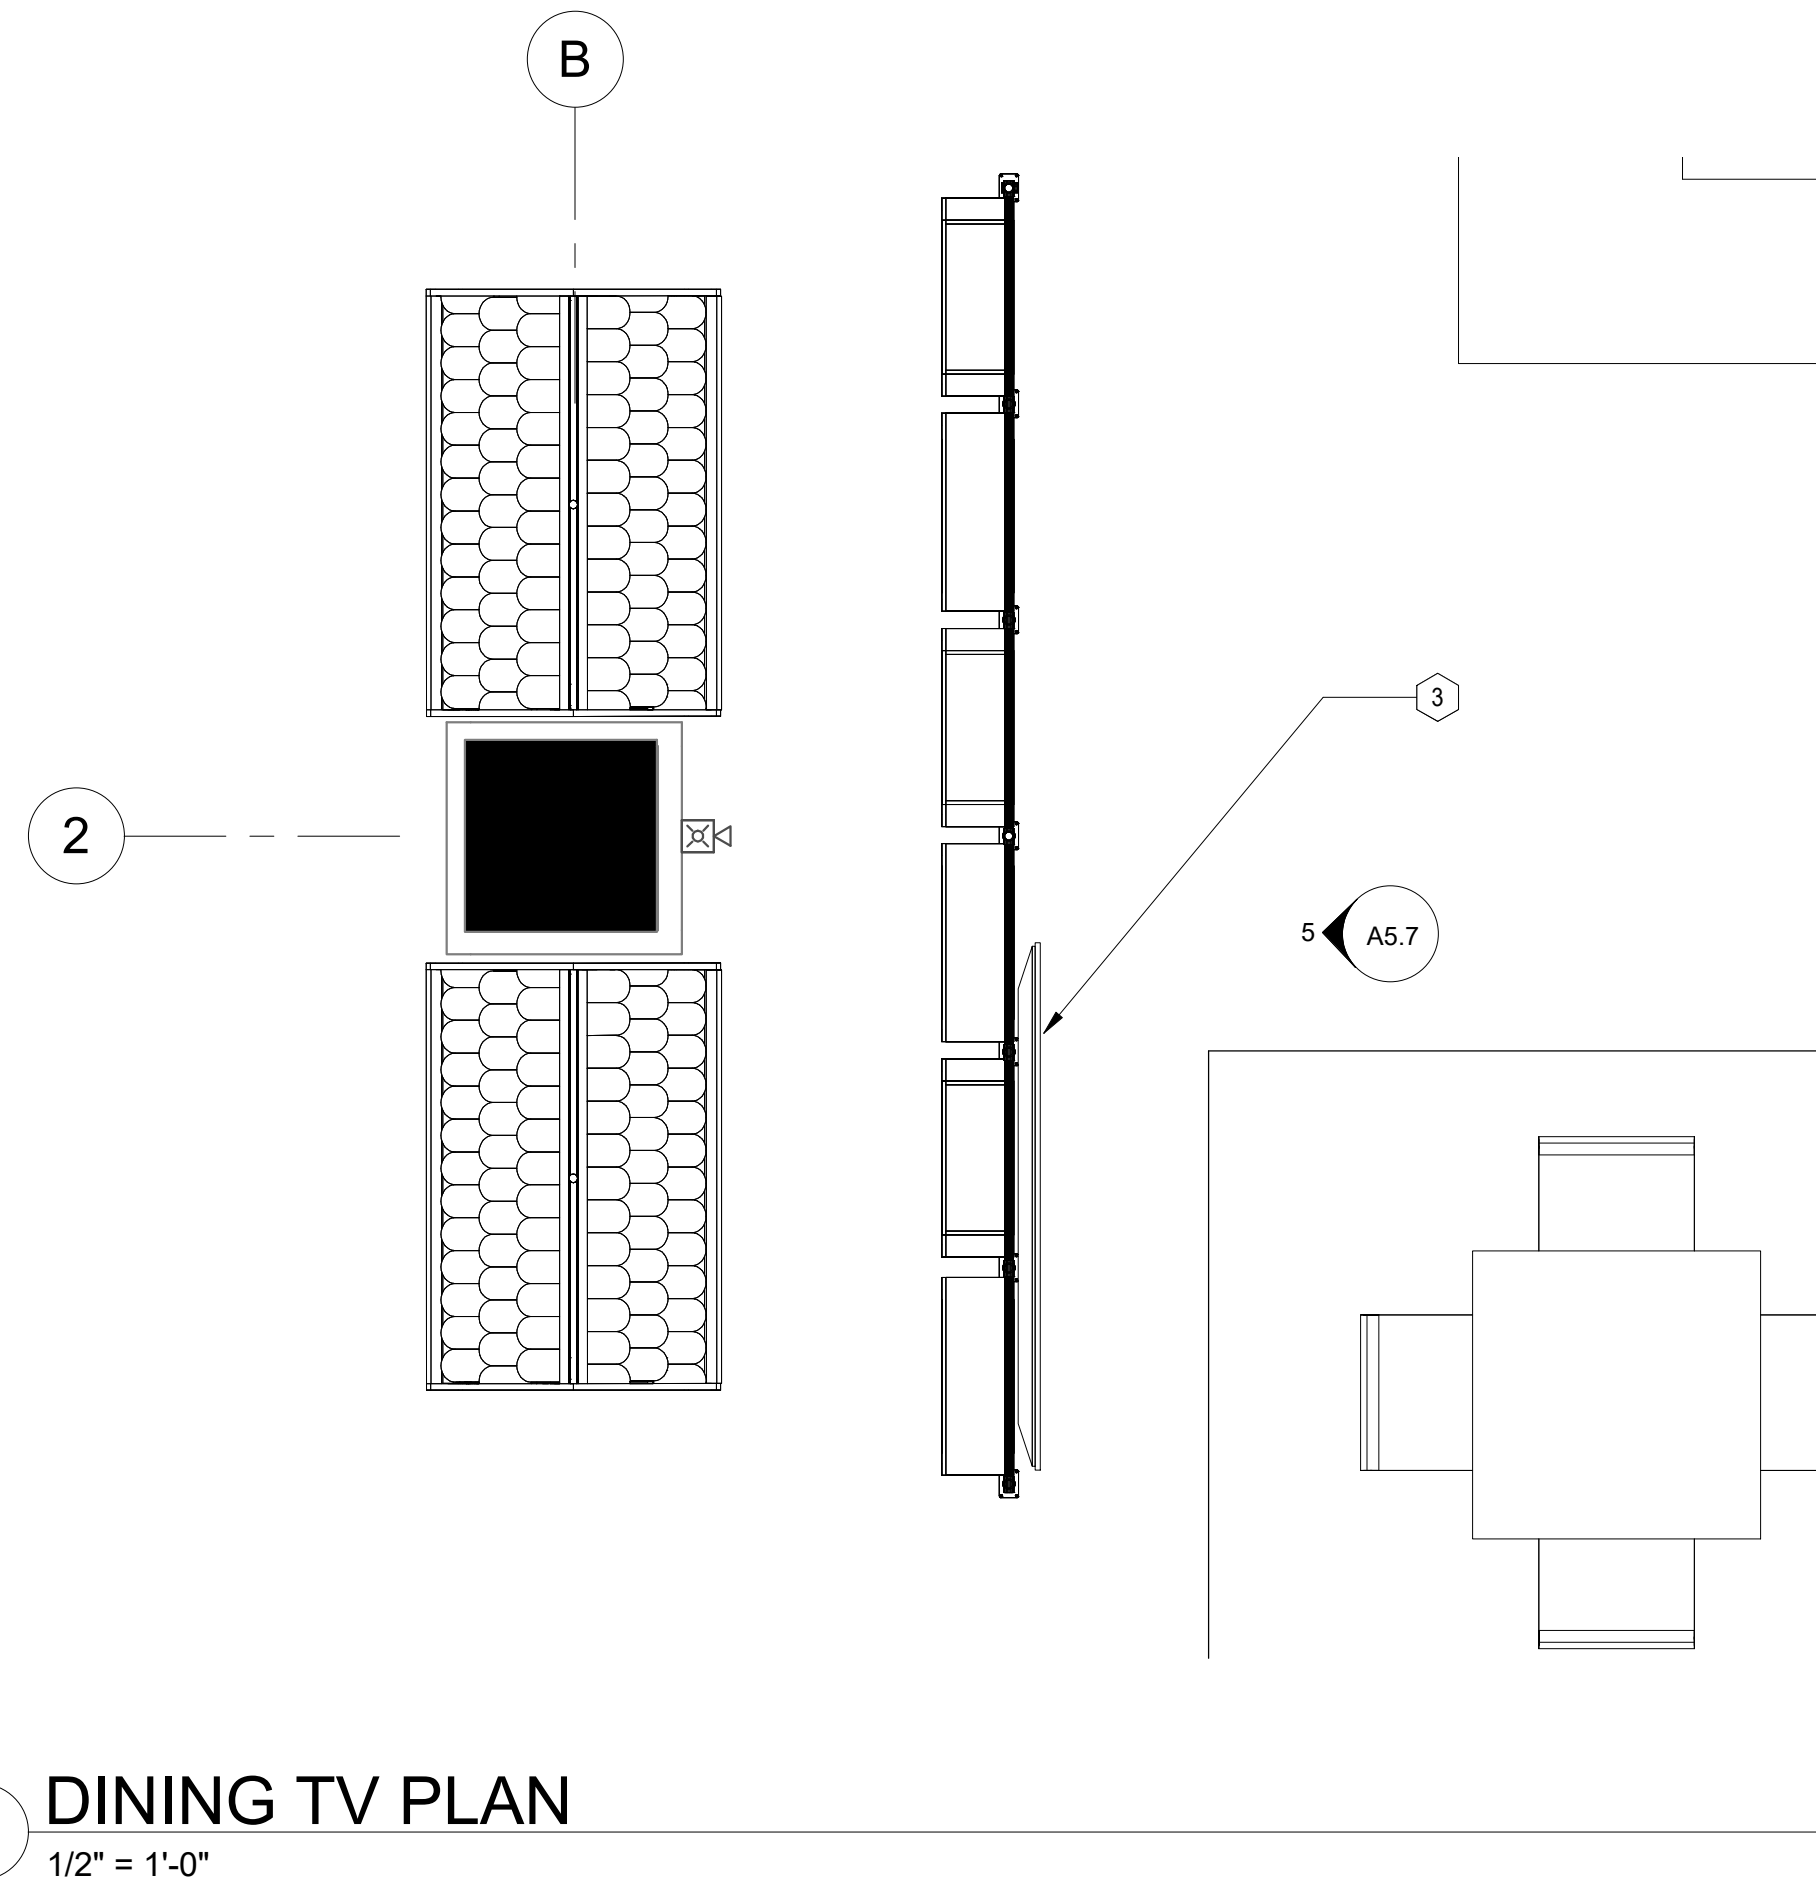 B
3
2
5
A5.7
DINING TV PLAN
1/2" = 1'-0"